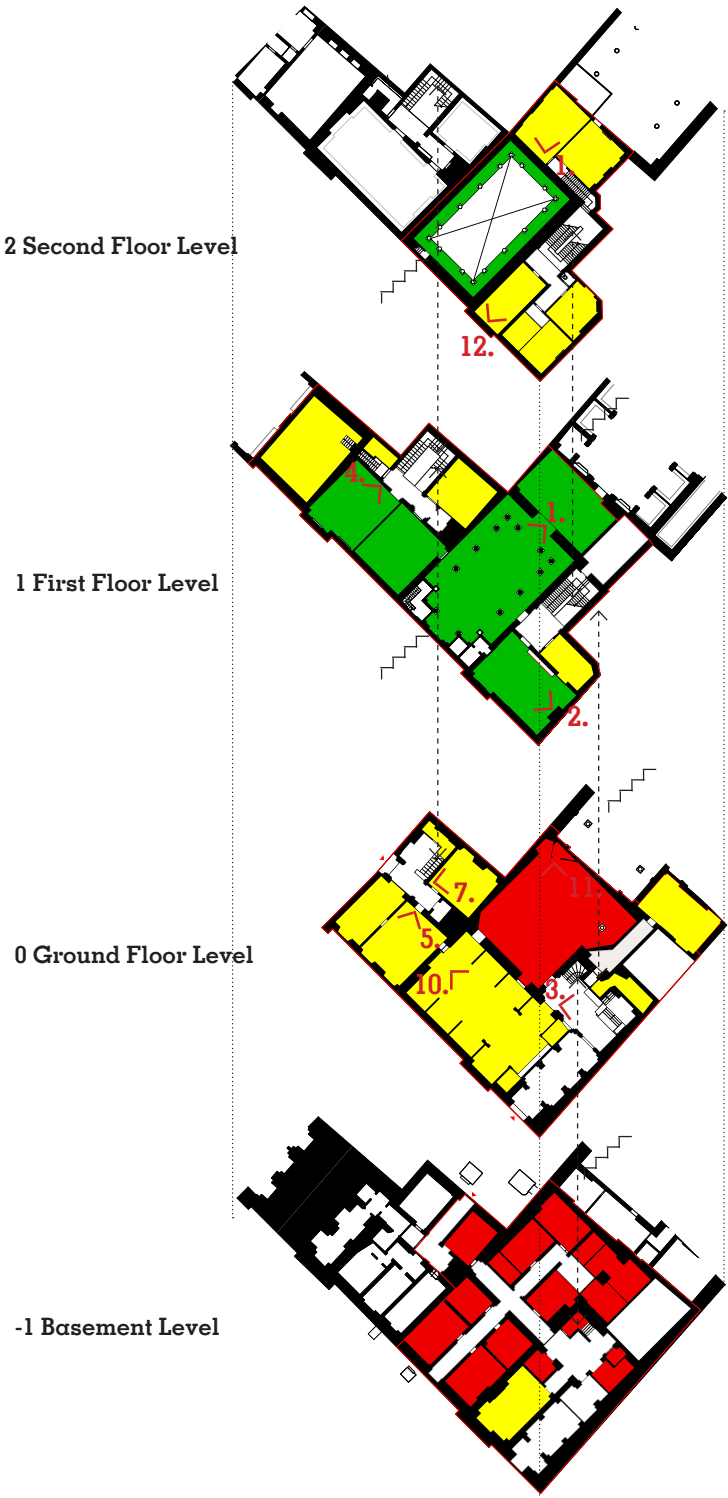 1.
2 Second Floor Level
12.
4.
1.
1 First Floor Level
2.
11.
7.
5.
0 Ground Floor Level
10.
3.
-1 Basement Level